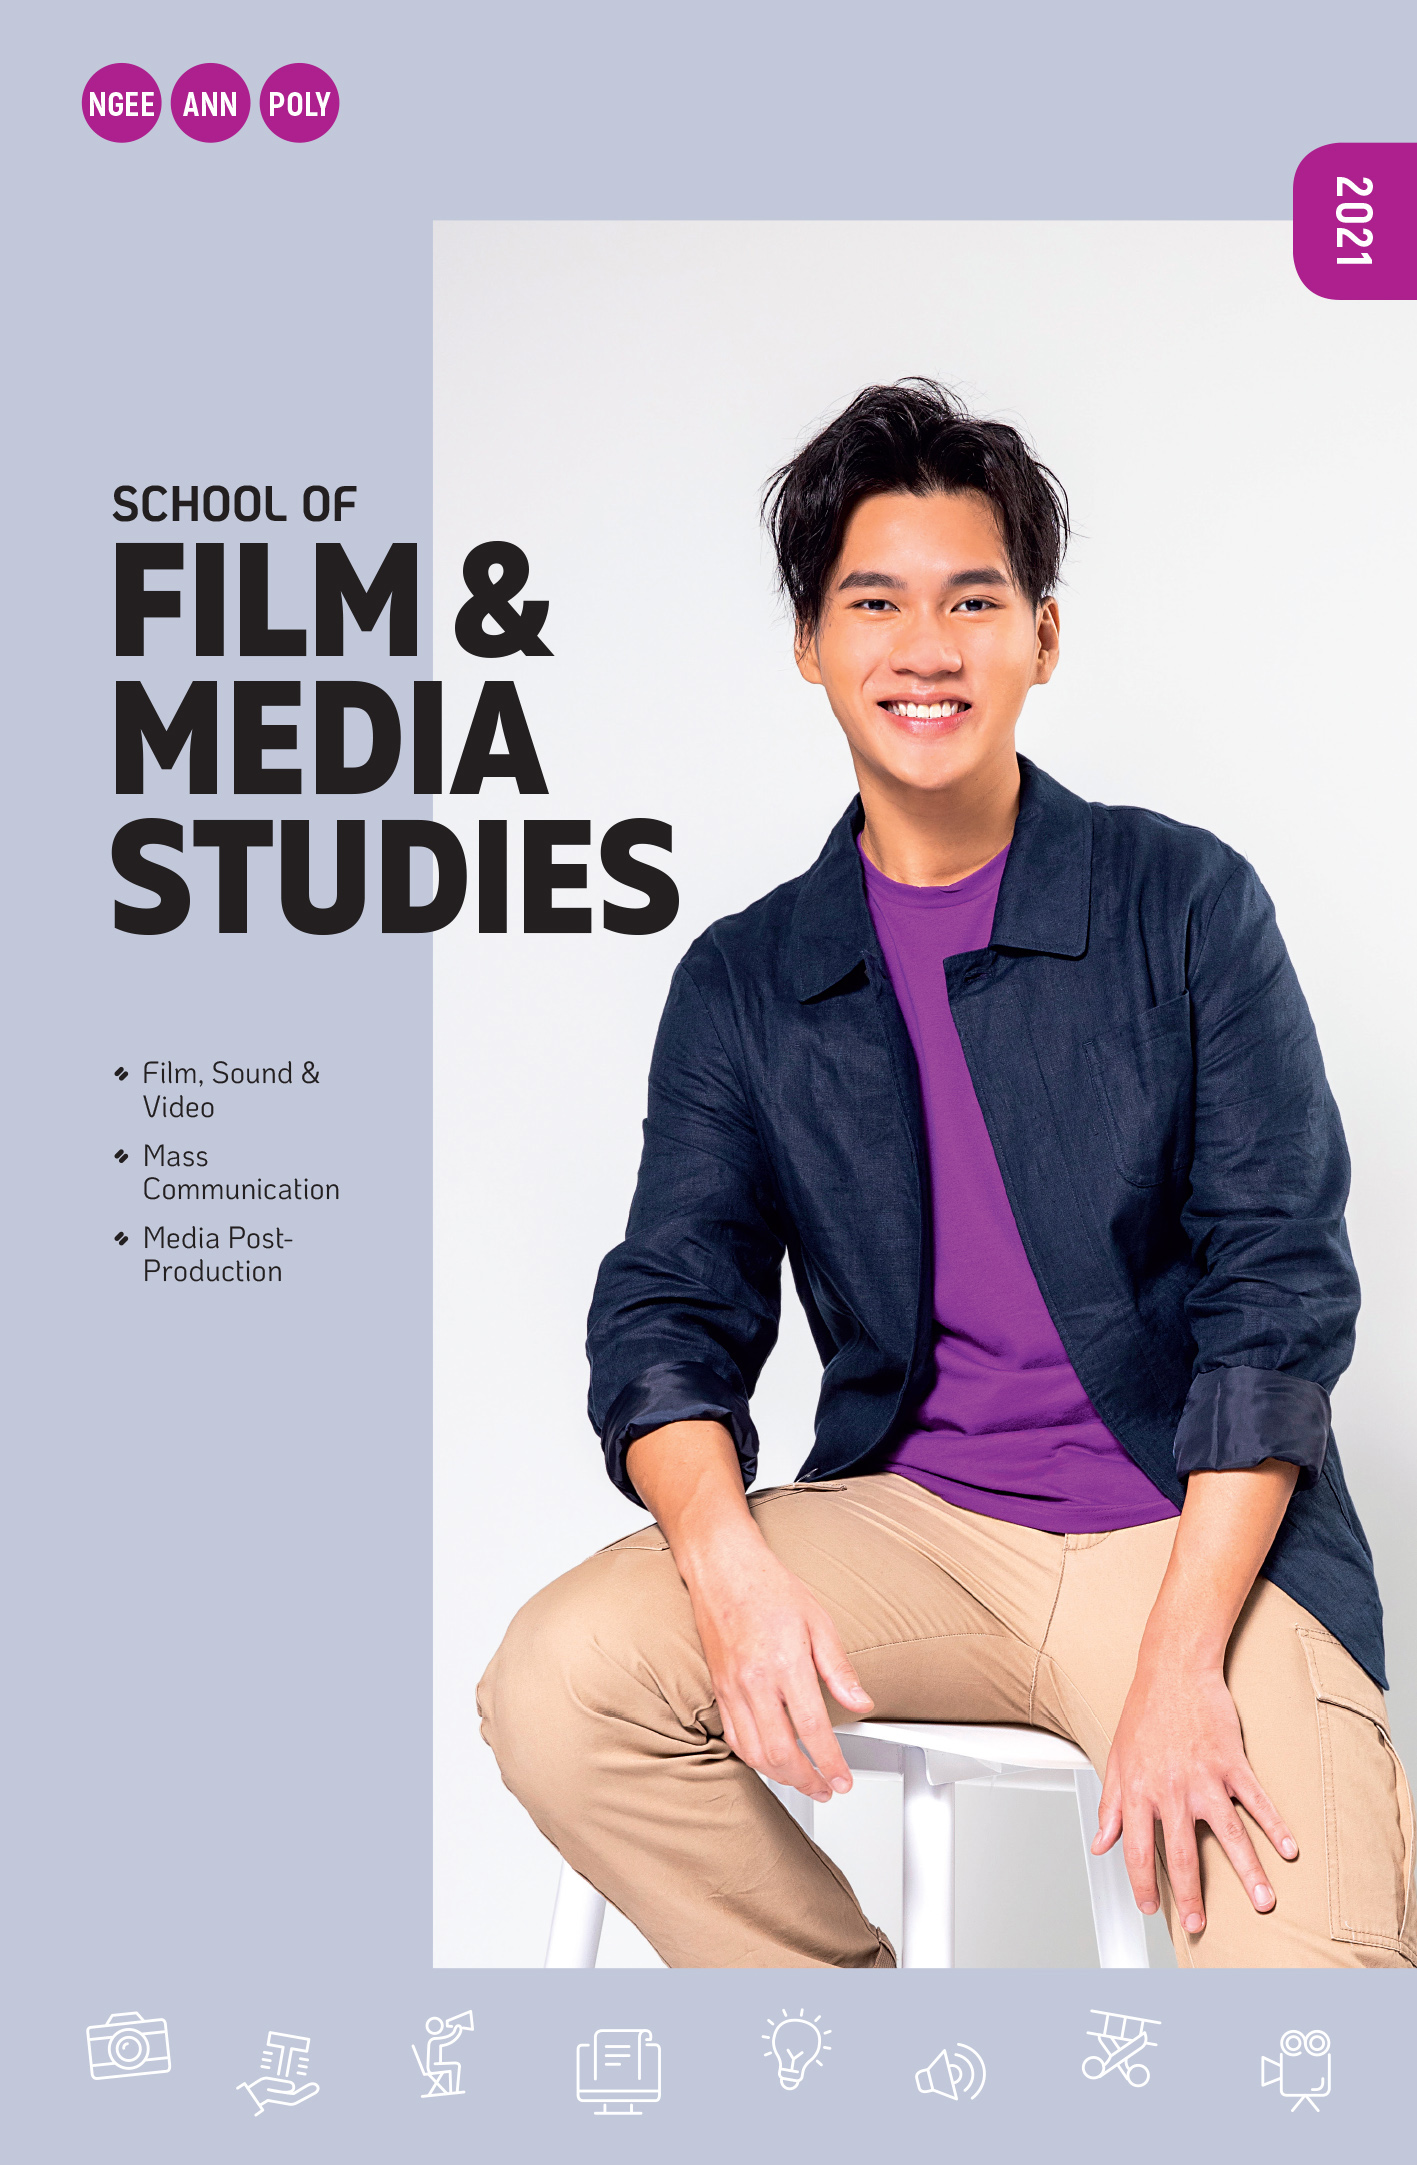 NGEE ANN POLY
2021
SCHOOL OF
FILM &
MEDIA
STUDIES
Film, Sound &
Video
Mass
Communication
Media Post-
Production
T